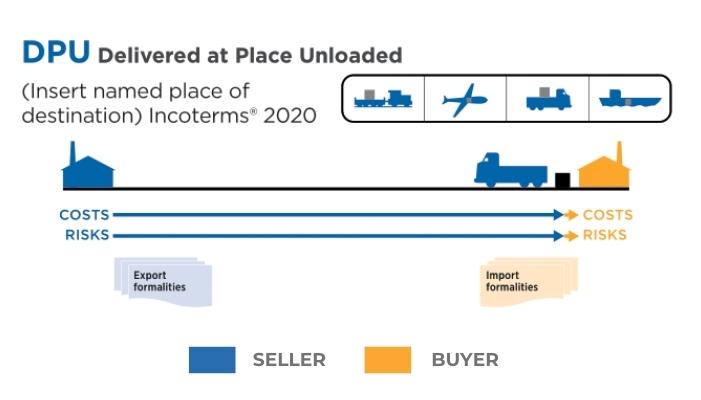 DPU Delivered at Place Unloaded
(Insert named place of
destination) Incoterms® 2020
COSTS
COSTS
RISKS
RISKS
Export
formalities
Import
formalities
SELLER
BUYER